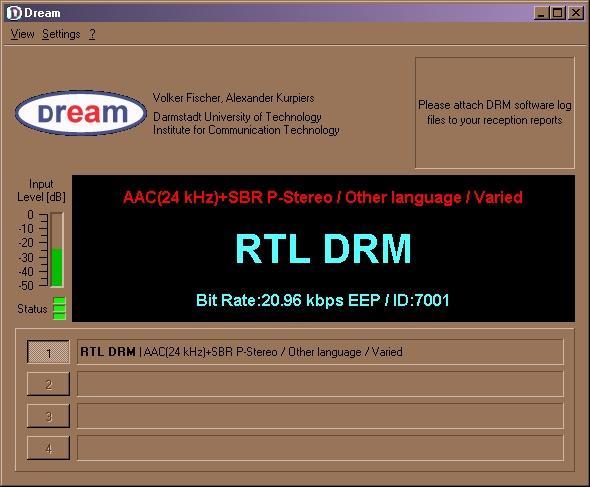 Dream
View Settings ?
Dream
Volker Fischer, Alexander Kurpiers
Darmstadt University of Technology
Institute for Communication Technology
Please attach DRM software log
files to your reception reports
Input
Level [dB]
0
-10
-20
-30
-40
-50
Status
AAC(24 kHz)+SBR P-Stereo / Other language / Varied
RTL DRM
Bit Rate:20.96 kbps EEP / ID:7001
1 RTL DRM | AAC(24 kHz)+SBR P-Stereo / Other language / Varied
2
3
4